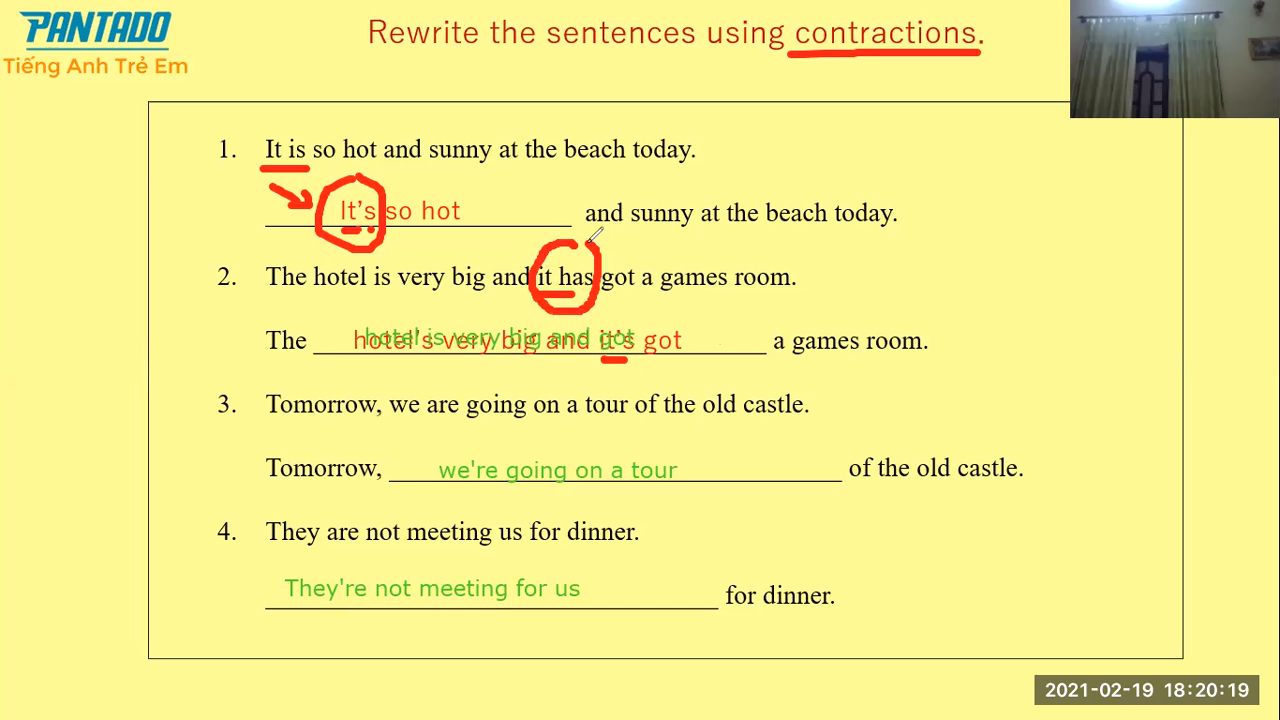 PANTADO
Tiếng Anh Trẻ Em
Rewrite the sentences using contractions.
1. It is so hot and sunny at the beach today.
It's so hot and sunny at the beach today.
2. The hotel is very big and it has got a games room.
hotel is very big and got
The hotel's very big and it's got a games room.
3. Tomorrow, we are going on a tour of the old castle.
Tomorrow, we're going on a tour of the old castle.
4. They are not meeting us for dinner.
They're not meeting for us for dinner.
2021-02-19 18:20:19